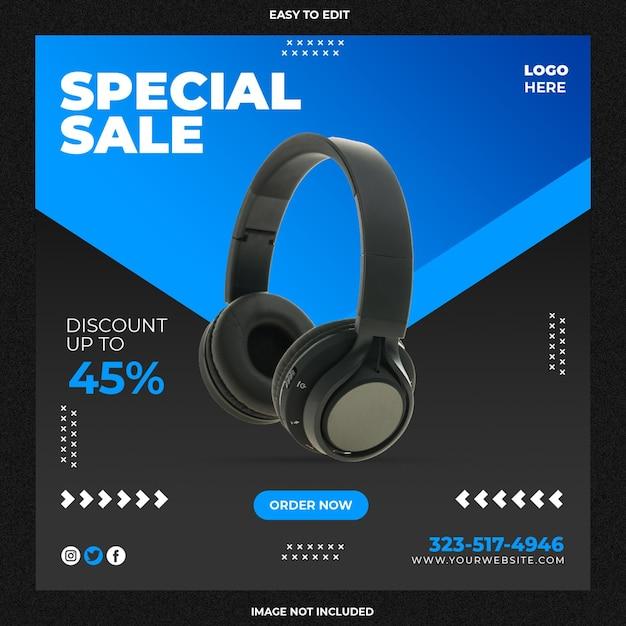 EASY TO EDIT
SPECIAL
SALE
LOGO
HERE
DISCOUNT
UP TO
45%
ORDER NOW
323-517-4946
WWW.YOURWEBSITE.COM
IMAGE NOT INCLUDED